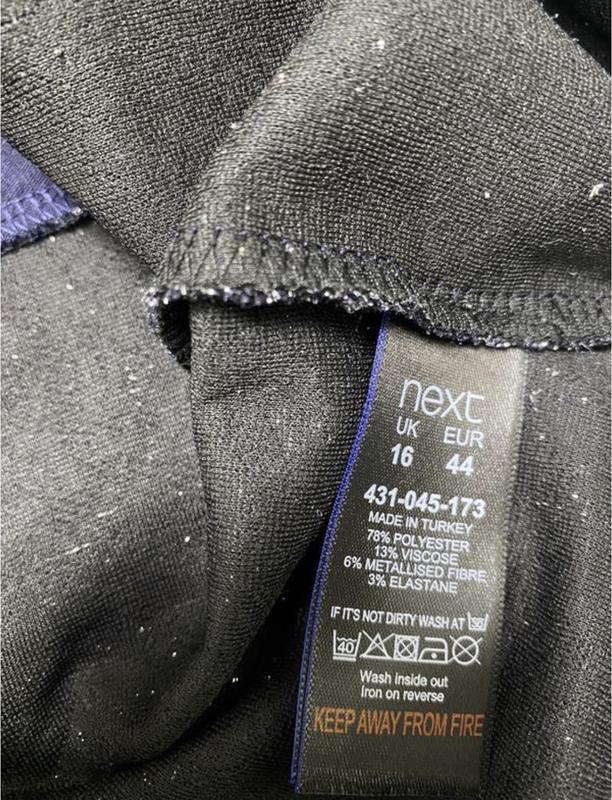 next
UK EUR
16 44
431-045-173
MADE IN TURKEY
78% POLYESTER
13% VISCOSE
6% METALLISED FIBRE
3% ELASTANE
IF IT'S NOT DIRTY WASH AT 30
40
Wash inside out
Iron on reverse
KEEP AWAY FROM FIRE